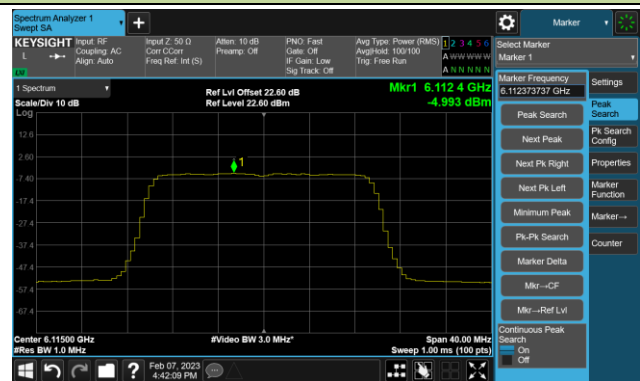 Spectrum Analyzer 1
Swept SA
+
Marker
KEYSIGHT
L
LV
Input: RF
Coupling: AC
Align: Auto
Input Z: 50 Ω
Corr CCorr
Freq Ref: Int (S)
Atten: 10 dB
Preamp: Off
PNO: Fast
Gate: Off
IF Gain: Low
Sig Track: Off
Avg Type: Power (RMS)
Avg|Hold: 100/100
Trig: Free Run
1 2 3 4 5 6
A W W W W W
A N N N N N
Select Marker
Marker 1
1 Spectrum
Scale/Div 10 dB
Log
Ref Lvl Offset 22.60 dB
Ref Level 22.60 dBm
Mkr1 6.112 4 GHz
-4.993 dBm
12.6
2.60
-7.40
-17.4
-27.4
-37.4
-47.4
-57.4
-67.4
1
Center 6.11500 GHz
#Res BW 1.0 MHz
#Video BW 3.0 MHz*
Span 40.00 MHz
Sweep 1.00 ms (100 pts)
Marker Frequency
6.112373737 GHz
Peak Search
Next Peak
Next Pk Right
Next Pk Left
Minimum Peak
Pk-Pk Search
Marker Delta
Mkr→CF
Mkr→Ref Lvl
Continuous Peak
Search
On
Off
Settings
Peak
Search
Pk Search
Config
Properties
Marker
Function
Marker→
Counter
?
Feb 07, 2023
4:42:09 PM